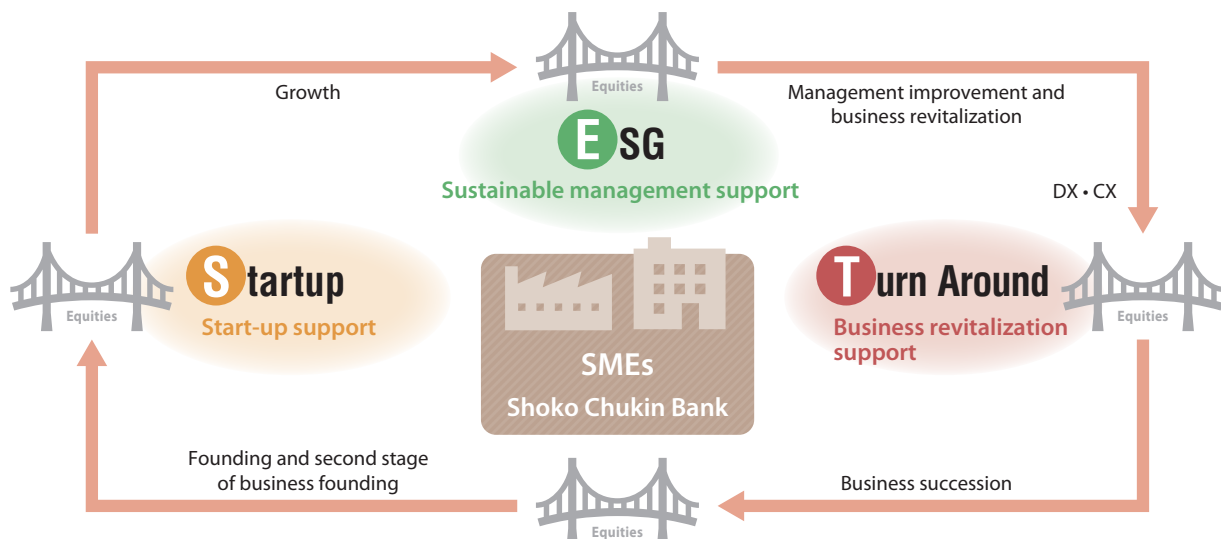 Equities
Growth
Management improvement and
business revitalization
ESG
Sustainable management support
DX • CX
Startup
Start-up support
Equities
Turn Around
Business revitalization
support
Equities
SMEs
Shoko Chukin Bank
Founding and second stage
of business founding
Business succession
Equities